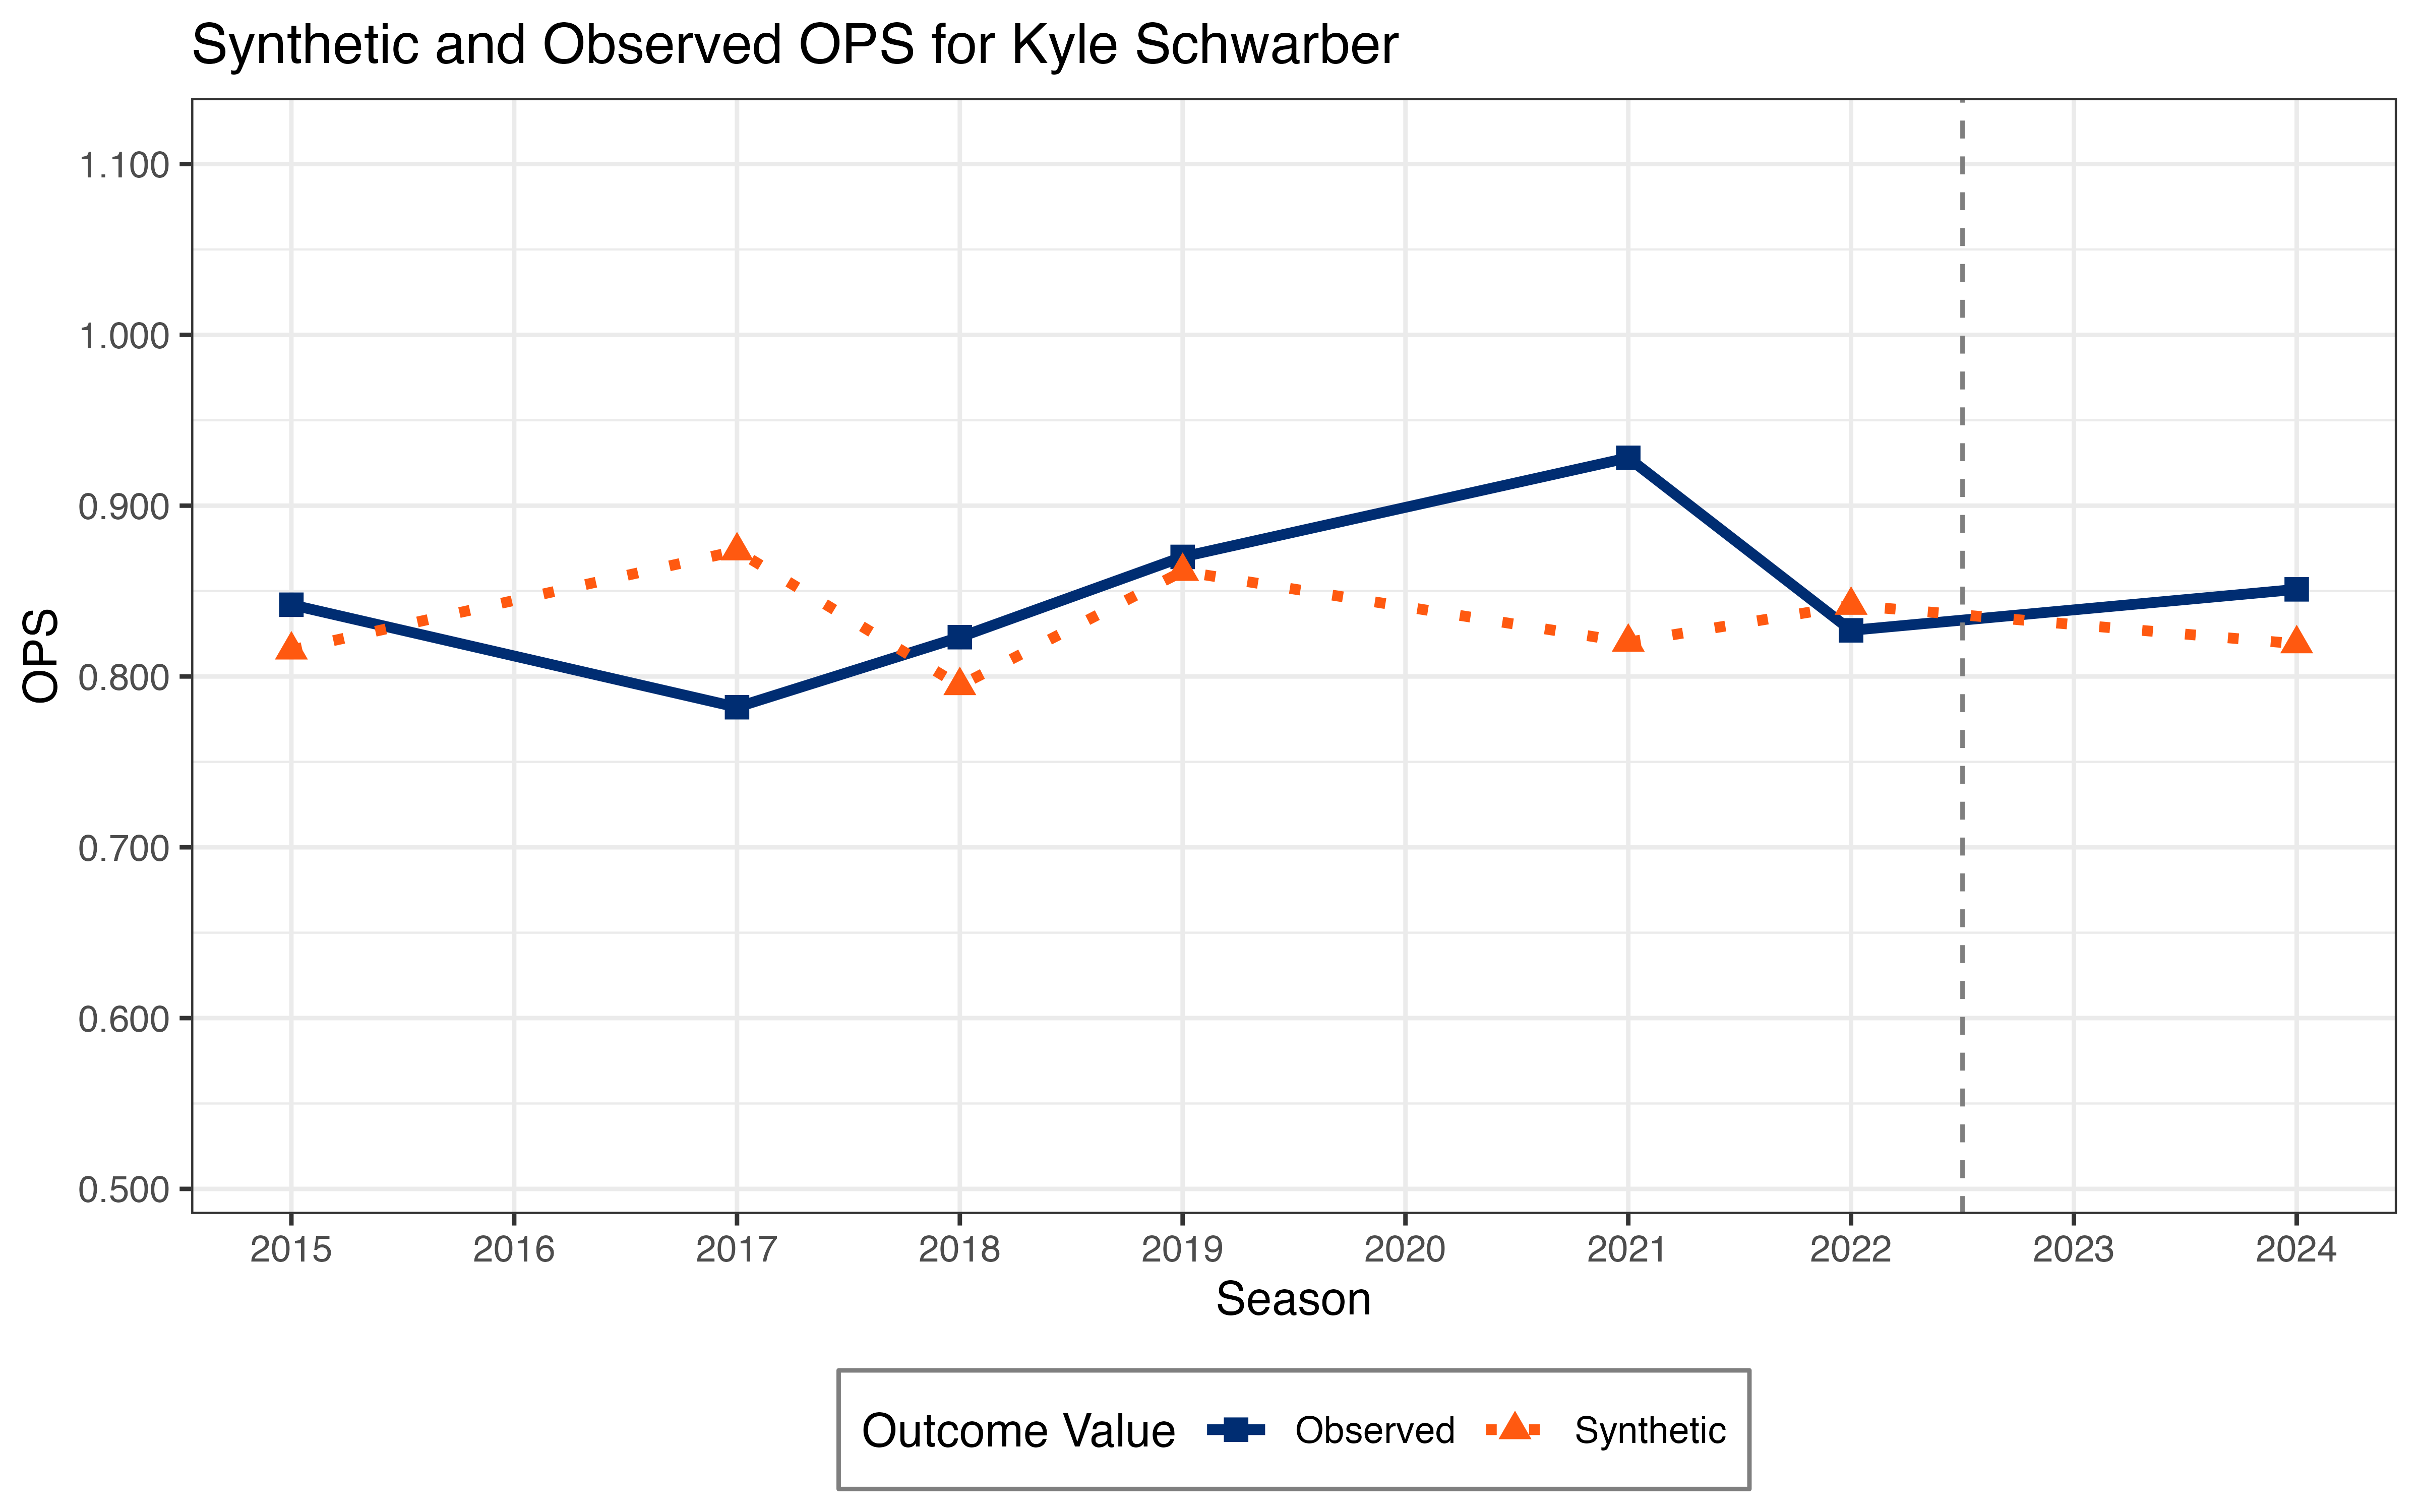 Synthetic and Observed OPS for Kyle Schwarber
1.100
1.000
0.900
0.800
0.700
0.600
0.500
OPS
2015 2016 2017 2018 2019 2020 2021 2022 2023 2024
Season
Outcome Value Observed Synthetic